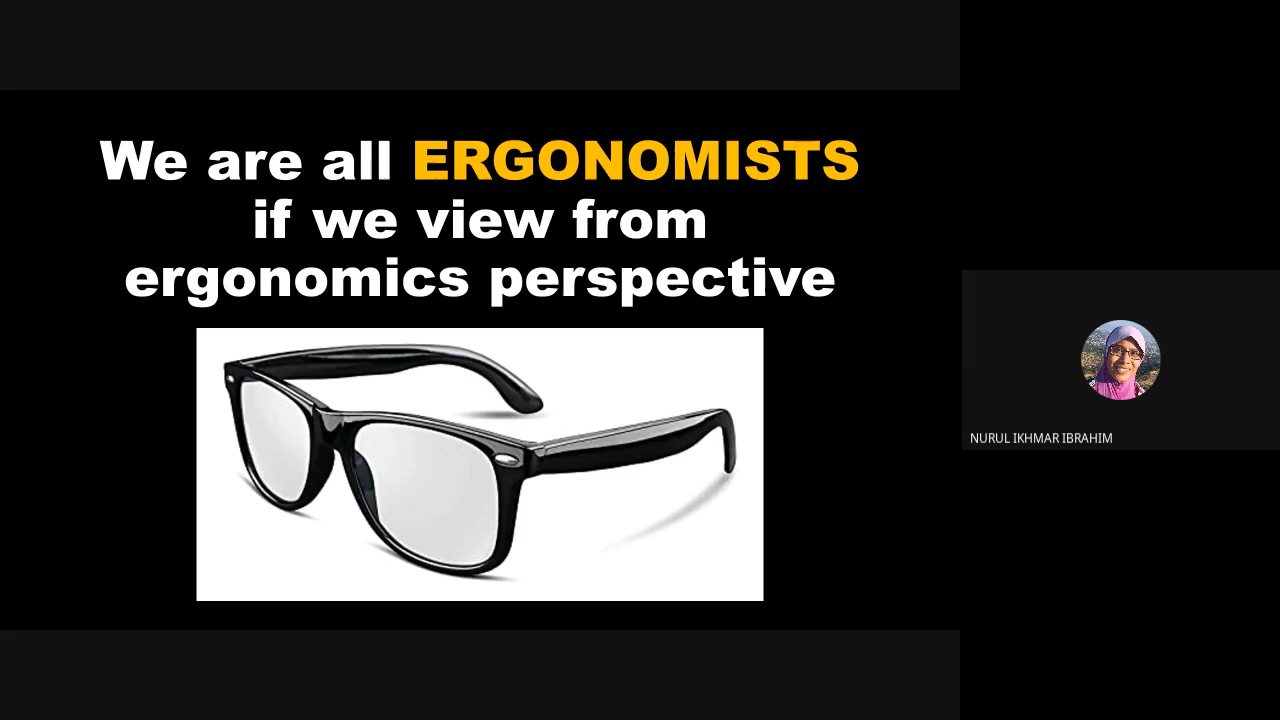 We are all ERGONOMISTS
if we view from
ergonomics perspective
NURUL IKHMAR IBRAHIM